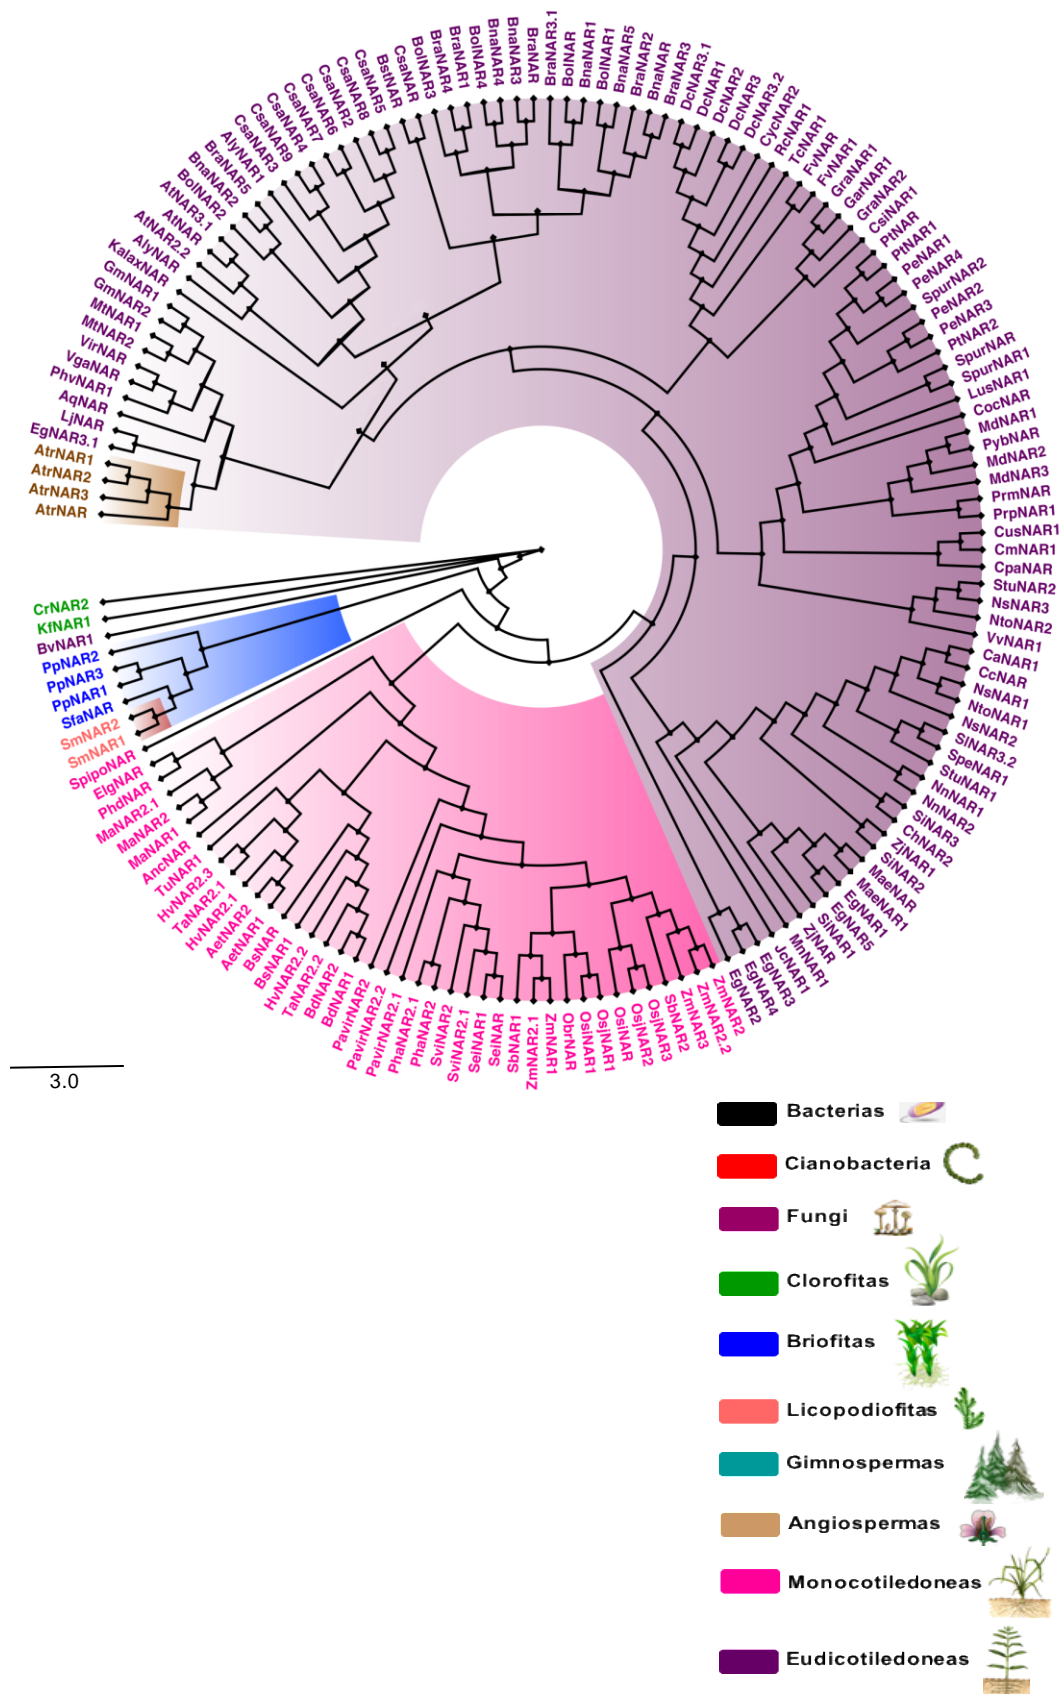 CrNAR2
KfNAR1
BvNAR1
PpNAR2
PpNAR3
PpNAR1
SfaNAR
SmNAR2
SmNAR1
SpipoNAR
ElgNAR
PhdNAR
MaNAR2.1
MaNAR2
MaNAR1
AncNAR
TuNAR1
HvNAR2.3
TaNAR2.1
HvNAR2.1
AetNAR2
AetNAR1
BsNAR
BsNAR1
HvNAR2.2
TaNAR2.2
BdNAR2
BdNAR1
PavirNAR2
PavirNAR2.2
PavirNAR2.1
PhaNAR2.1
PhaNAR2
SviNAR2
SviNAR2.1
SeiNAR1
SeiNAR
SbNAR1
ZmNAR2.1
ZmNAR1
ObrNAR
OsiNAR1
OsjNAR1
OsiNAR
OsjNAR2
OsjNAR3
SbNAR2
ZmNAR3
ZmNAR2.2
ZmNAR2
EgNAR2
EgNAR4
EgNAR3
JcNAR1
MnNAR1
ZjNAR
SiNAR1
EgNAR5
EgNAR1
MaeNAR1
MaeNAR
SiNAR2
ZjNAR1
ChNAR2
SiNAR3
NnNAR2
NnNAR1
StuNAR1
SpeNAR1
SlNAR3.2
NsNAR2
NtoNAR1
NsNAR1
CcNAR
CaNAR1
VvNAR1
NtoNAR2
NsNAR3
StuNAR2
CpaNAR
CmNAR1
CusNAR1
PrpNAR1
PrmNAR
MdNAR3
MdNAR2
PybNAR
MdNAR1
CocNAR
LusNAR1
SpurNAR1
SpurNAR
PtNAR2
PeNAR3
PeNAR2
SpurNAR2
PeNAR4
PeNAR1
PtNAR1
PtNAR
CsiNAR1
GraNAR2
GarNAR1
GraNAR1
FvNAR1
FvNAR
TcNAR1
RcNAR1
CycNAR2
DcNAR3.2
DcNAR3
DcNAR2
DcNAR1
DcNAR3.1
BraNAR3
BnaNAR
BraNAR2
BnaNAR5
BolNAR1
BnaNAR1
BolNAR
BraNAR3.1
BraNAR
BnaNAR3
BnaNAR4
BolNAR4
BraNAR1
BraNAR4
BolNAR3
CsaNAR
BstNAR
CsaNAR5
CsaNAR8
CsaNAR2
CsaNAR6
CsaNAR7
CsaNAR4
CsaNAR9
CsaNAR3
AlyNAR1
BraNAR5
BnaNAR2
BolNAR2
AtNAR3.1
AtNAR
AtNAR2.2
AlyNAR
KalaxNAR
GmNAR1
GmNAR2
MtNAR1
MtNAR2
VirNAR
VgaNAR
PhvNAR1
AqNAR
LjNAR
EgNAR3.1
AtrNAR1
AtrNAR2
AtrNAR3
AtrNAR
3.0
Bacterias
Cianobacteria
Fungi
Clorofitas
Briofitas
Licopodiofitas
Gimnospermas
Angiospermas
Monocotiledoneas
Eudicotiledoneas